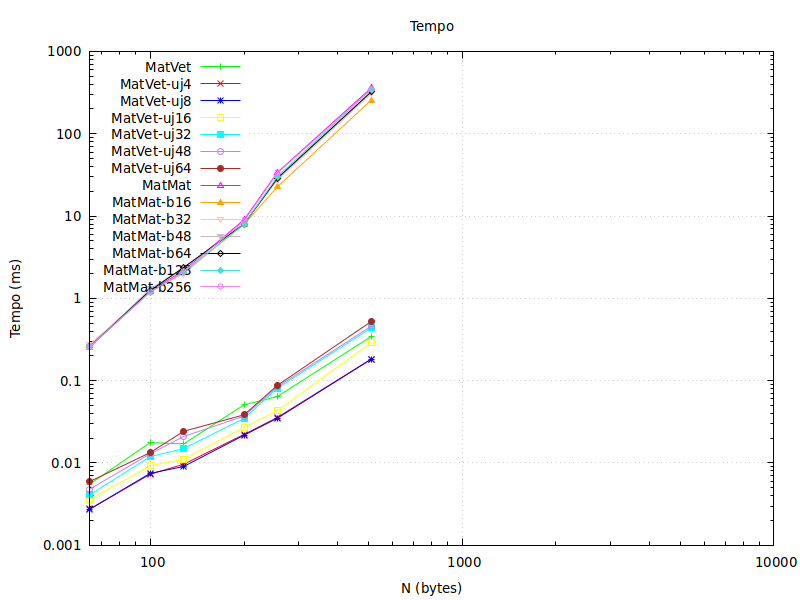 Tempo
1000
100
10
1
0.1
0.01
0.001
Tempo (ms)
MatVet
MatVet-uj4
MatVet-uj8
MatVet-uj16
MatVet-uj32
MatVet-uj48
MatVet-uj64
MatMat
MatMat-b16
MatMat-b32
MatMat-b48
MatMat-b64
MatMat-b128
MatMat-b256
100
1000
10000
N (bytes)